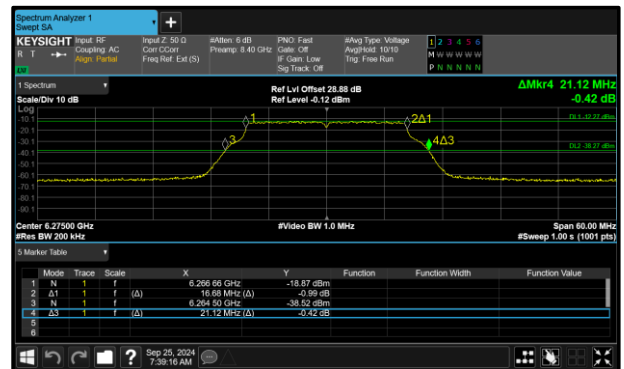 Spectrum Analyzer 1
Swept SA
KEYSIGHT Input: RF Input Z: 50 Ω #Atten: 6 dB PNO: Fast #Avg Type: Voltage 1 2 3 4 5 6
R T Coupling: AC Corr CCorr Preamp: 8.40 GHz Gate: Off Avg|Hold: 10/10 M W W W W W
Align: Partial Freq Ref: Ext (S) IF Gain: Low Trig: Free Run
Sig Track: Off P N N N N N
1 Spectrum Ref Lvl Offset 28.88 dB ΔMkr4 21.12 MHz
Scale/Div 10 dB Ref Level -0.12 dBm -0.42 dB
Log
-10.1 1 2Δ1 DL1 -12.27 dBm
-20.1
-30.1 3 4Δ3 DL2 -38.27 dBm
-40.1
-50.1
-60.1
-70.1
-80.1
-90.1
Center 6.27500 GHz #Video BW 1.0 MHz Span 60.00 MHz
#Res BW 200 kHz #Sweep 1.00 s (1001 pts)
5 Marker Table
Mode Trace Scale X Y Function Function Width Function Value
1 N 1 f 6.266 66 GHz -18.87 dBm
2 Δ1 1 f (Δ) 16.68 MHz (Δ) -0.99 dB
3 N 1 f 6.264 50 GHz -38.52 dBm
4 Δ3 1 f (Δ) 21.12 MHz (Δ) -0.42 dB
5
6
? Sep 25, 2024
7:39:16 AM